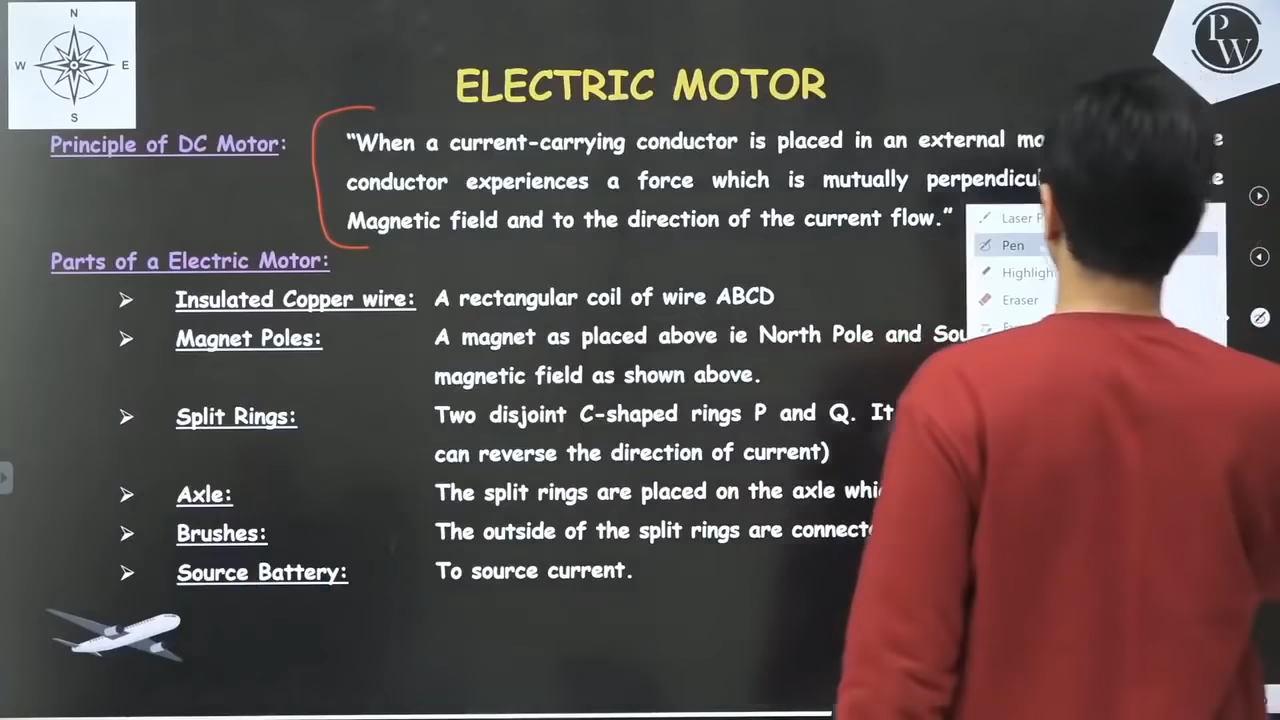 N
W E
S
P
W
ELECTRIC MOTOR
Principle of DC Motor: "When a current-carrying conductor is placed in an external
conductor experiences a force which is mutually
Magnetic field and to the direction of the current flow."
Laser
Pen
Parts of a Electric Motor:
➤ Insulated Copper wire: A rectangular coil of wire ABCD
Eraser
➤ Magnet Poles: A magnet as placed above ie North Pole and
magnetic field as shown above.
➤ Split Rings: Two disjoint C-shaped rings P and Q. It
can reverse the direction of current)
➤ Axle: The split rings are placed on the axle
➤ Brushes: The outside of the split rings are
➤ Source Battery: To source current.